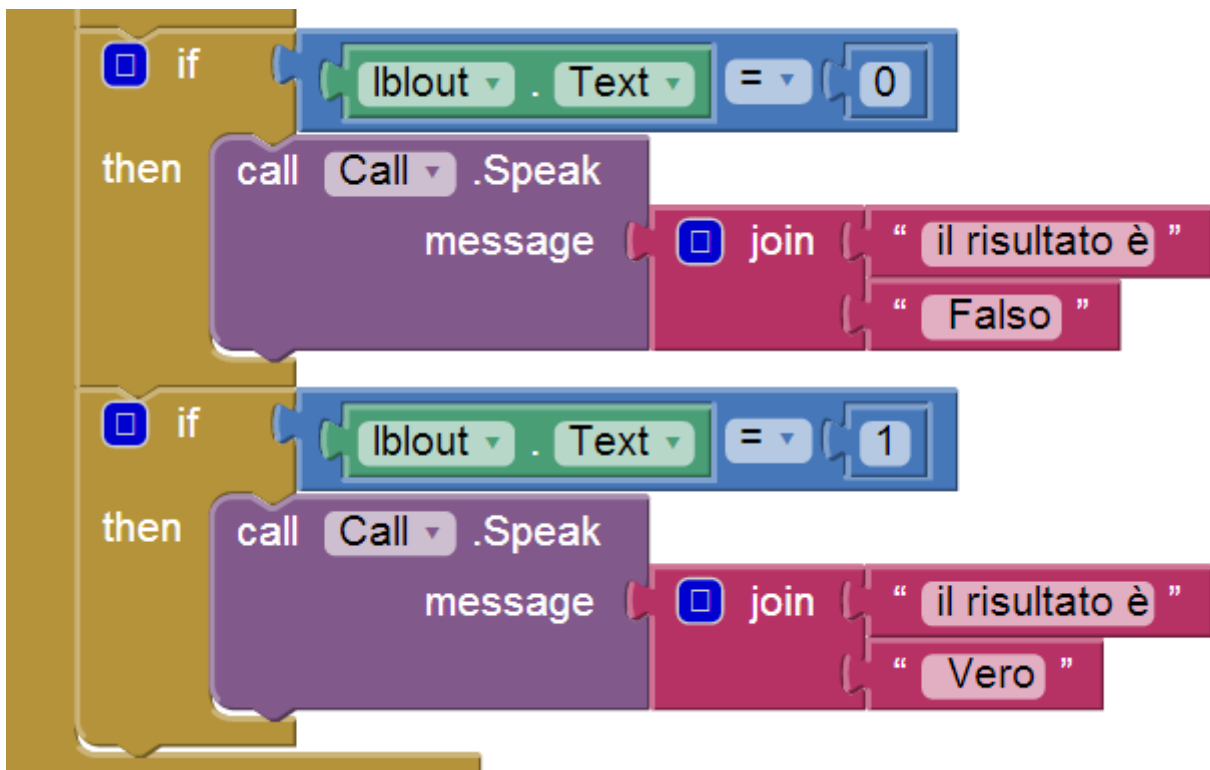 if lblout . Text = 0
then call Call .Speak
message join “ il risultato è ”
“ Falso ”
if lblout . Text = 1
then call Call .Speak
message join “ il risultato è ”
“ Vero ”